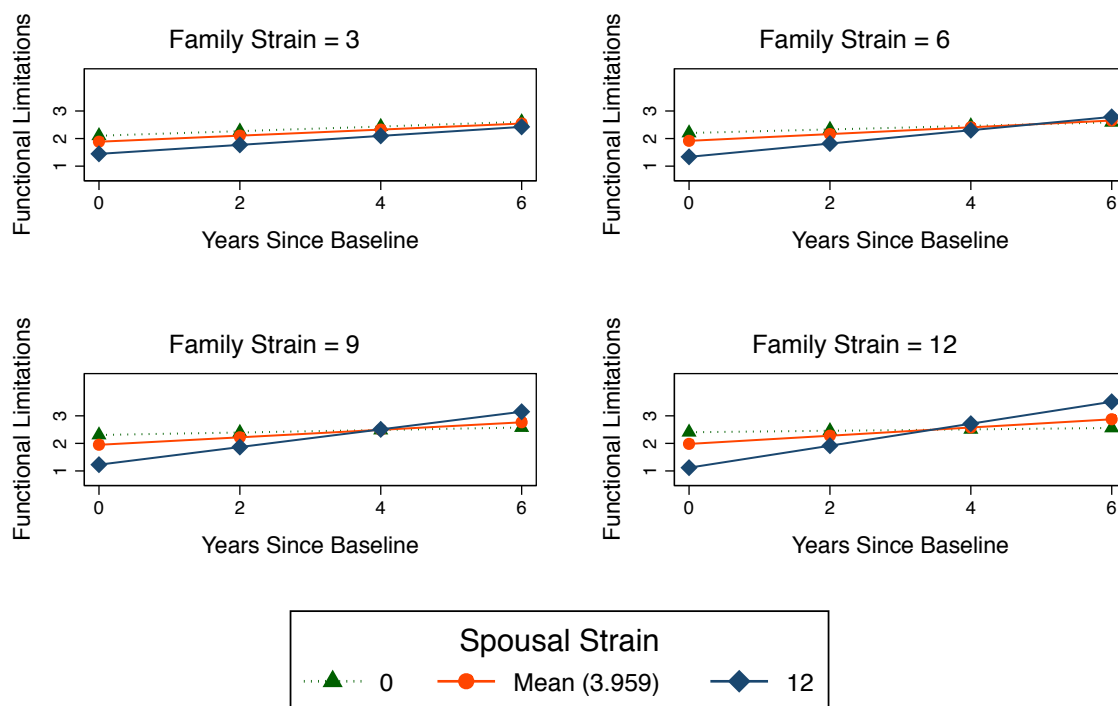 Family Strain = 3
Functional Limitations
3
2
1
0 2 4 6
Years Since Baseline
Family Strain = 6
Functional Limitations
3
2
1
0 2 4 6
Years Since Baseline
Family Strain = 9
Functional Limitations
3
2
1
0 2 4 6
Years Since Baseline
Family Strain = 12
Functional Limitations
3
2
1
0 2 4 6
Years Since Baseline
Spousal Strain
0 Mean (3.959) 12